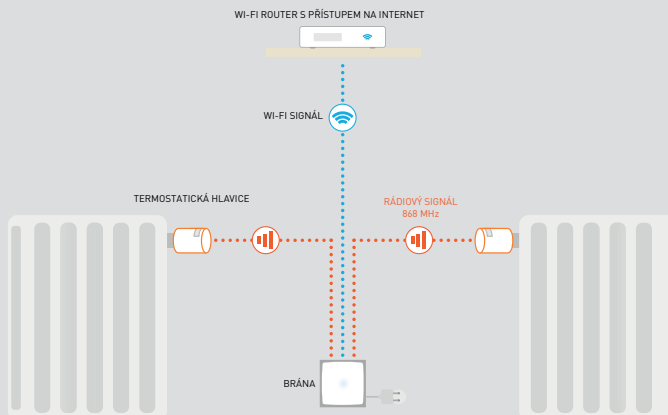 WI-FI ROUTER S PŘÍSTUPEM NA INTERNET
WI-FI SIGNÁL
TERMOSTATICKÁ HLAVICE
RÁDIOVÝ SIGNÁL
868 MHz
BRÁNA